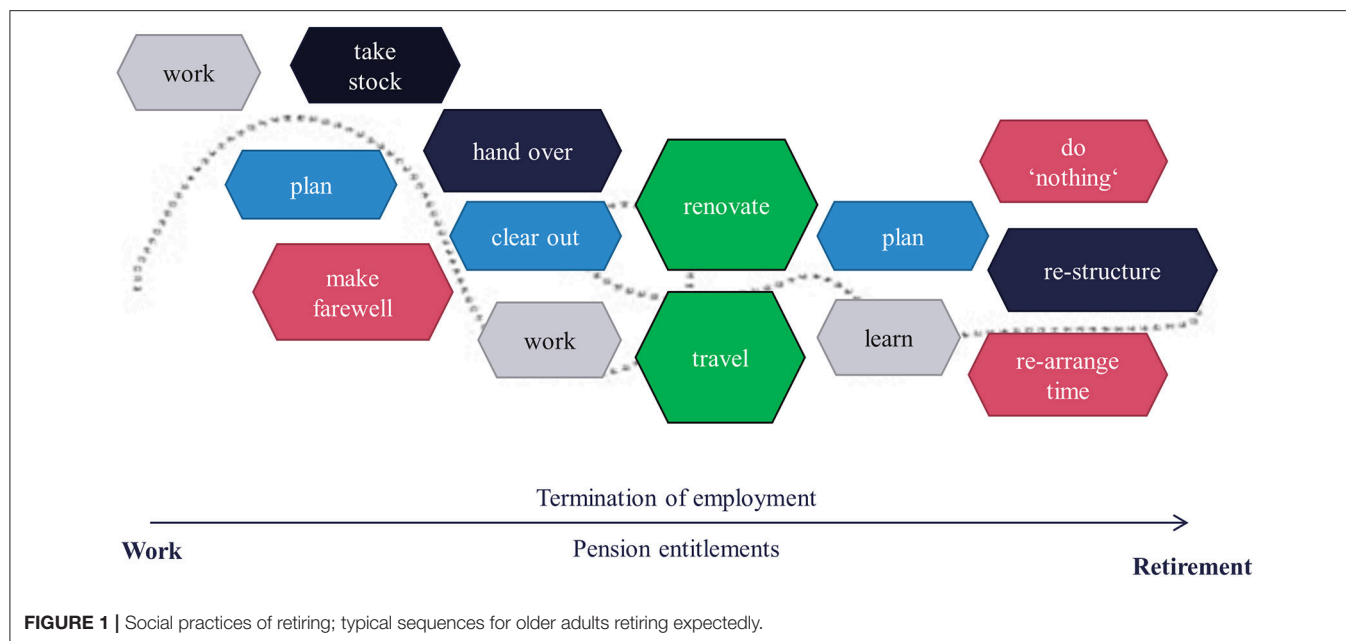 work
take
stock
hand over
plan
clear out
make
farewell
work
renovate
travel
plan
learn
do
‘nothing‘
re-structure
re-arrange
time
Termination of employment
Work
Pension entitlements
Retirement
FIGURE 1 | Social practices of retiring; typical sequences for older adults retiring expectedly.